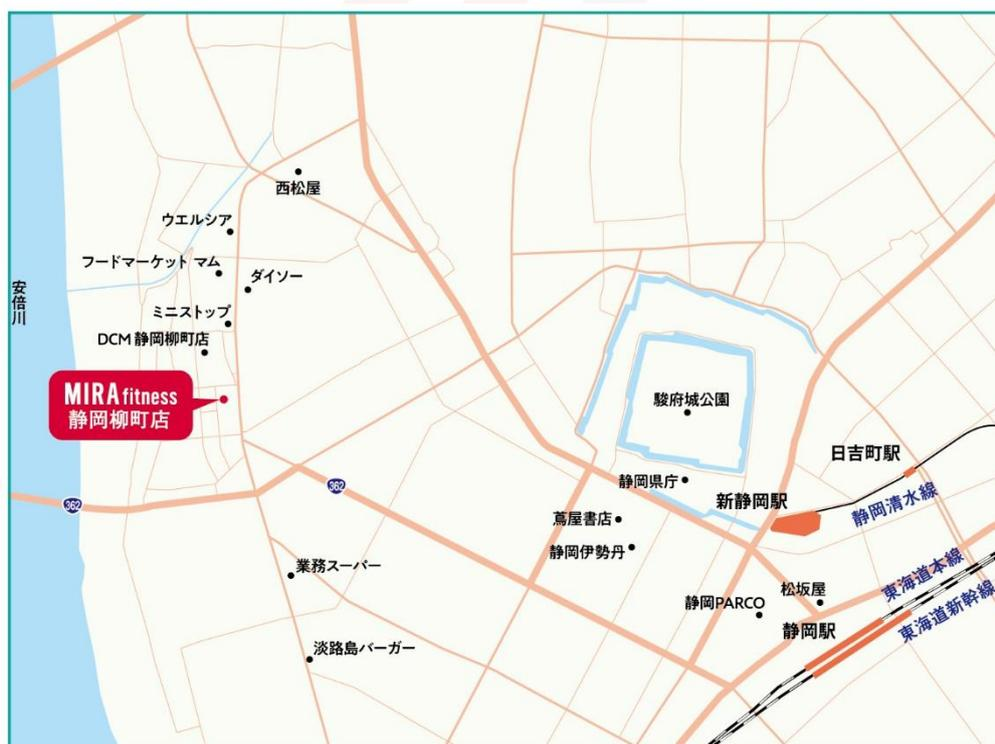 西松屋
ウエルシア
フードマーケット マム
ダイソー
安倍川
ミニストップ
DCM 静岡柳町店
MIRA fitness
静岡柳町店
駿府城公園
日吉町駅
静岡県庁
362
362
新静岡駅
静岡清水線
蔦屋書店
静岡伊勢丹
業務スーパー
東海道本線
松坂屋
静岡PARCO
東海道新幹線
静岡駅
淡路島バーガー